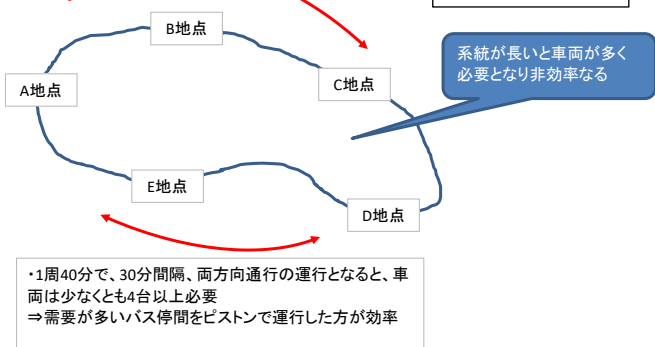 B地点
系統が長いと車両が多く
必要となり非効率なる
A地点
C地点
E地点
D地点
・1周40分で、30分間隔、両方向通行の運行となると、車
両は少なくとも4台以上必要
⇒需要が多いバス停間をピストンで運行した方が効率